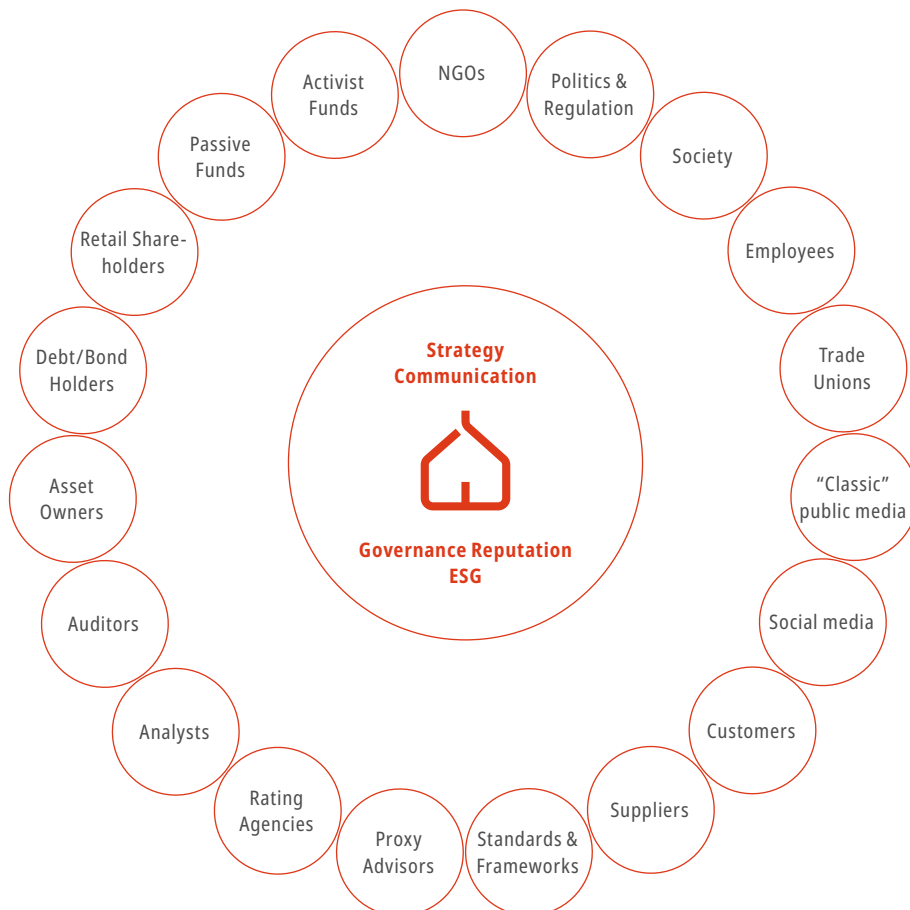 NGOs
Politics &
Regulation
Society
Employees
Trade
Unions
“Classic”
public media
Social media
Customers
Suppliers
Standards &
Frameworks
Proxy
Advisors
Rating
Agencies
Analysts
Auditors
Asset
Owners
Debt/Bond
Holders
Retail Share-
holders
Passive
Funds
Activist
Funds
Strategy
Communication
Governance Reputation
ESG